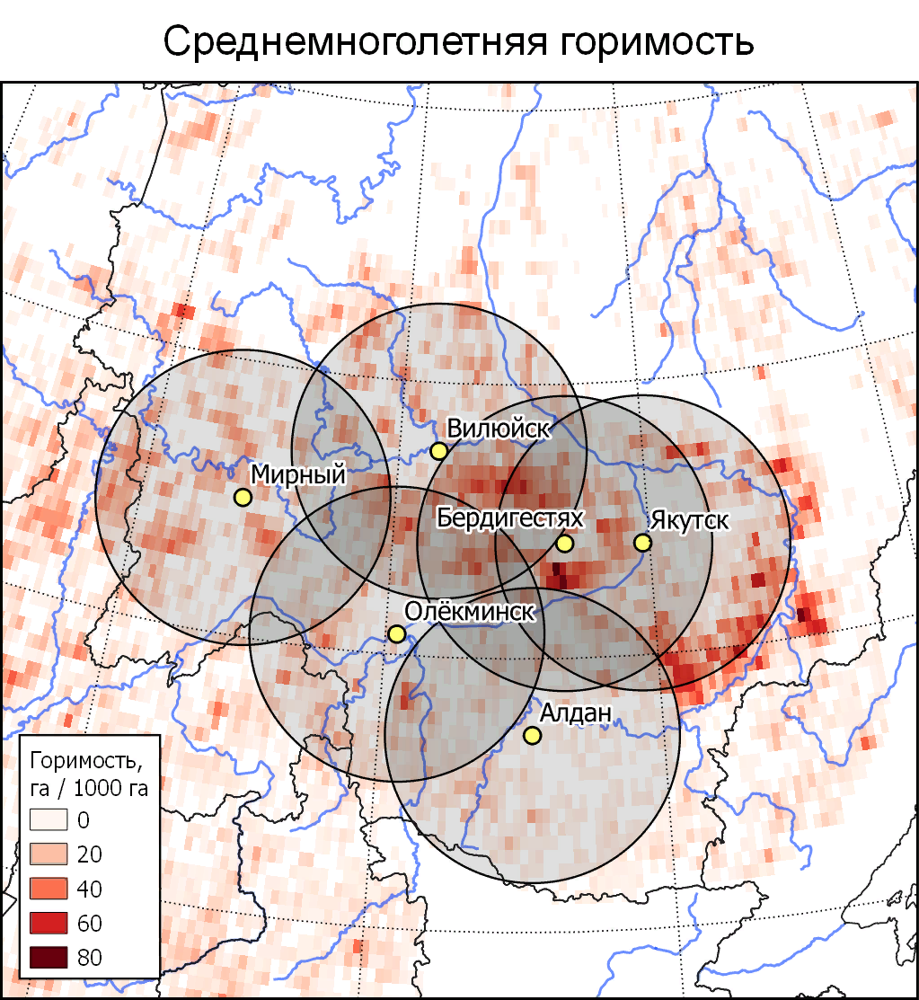 Среднемноголетняя горимость
Вилюйск
Мирный
Бердигестях
Якутск
Олёкминск
Алдан
Горимость,
га / 1000 га
0
20
40
60
80